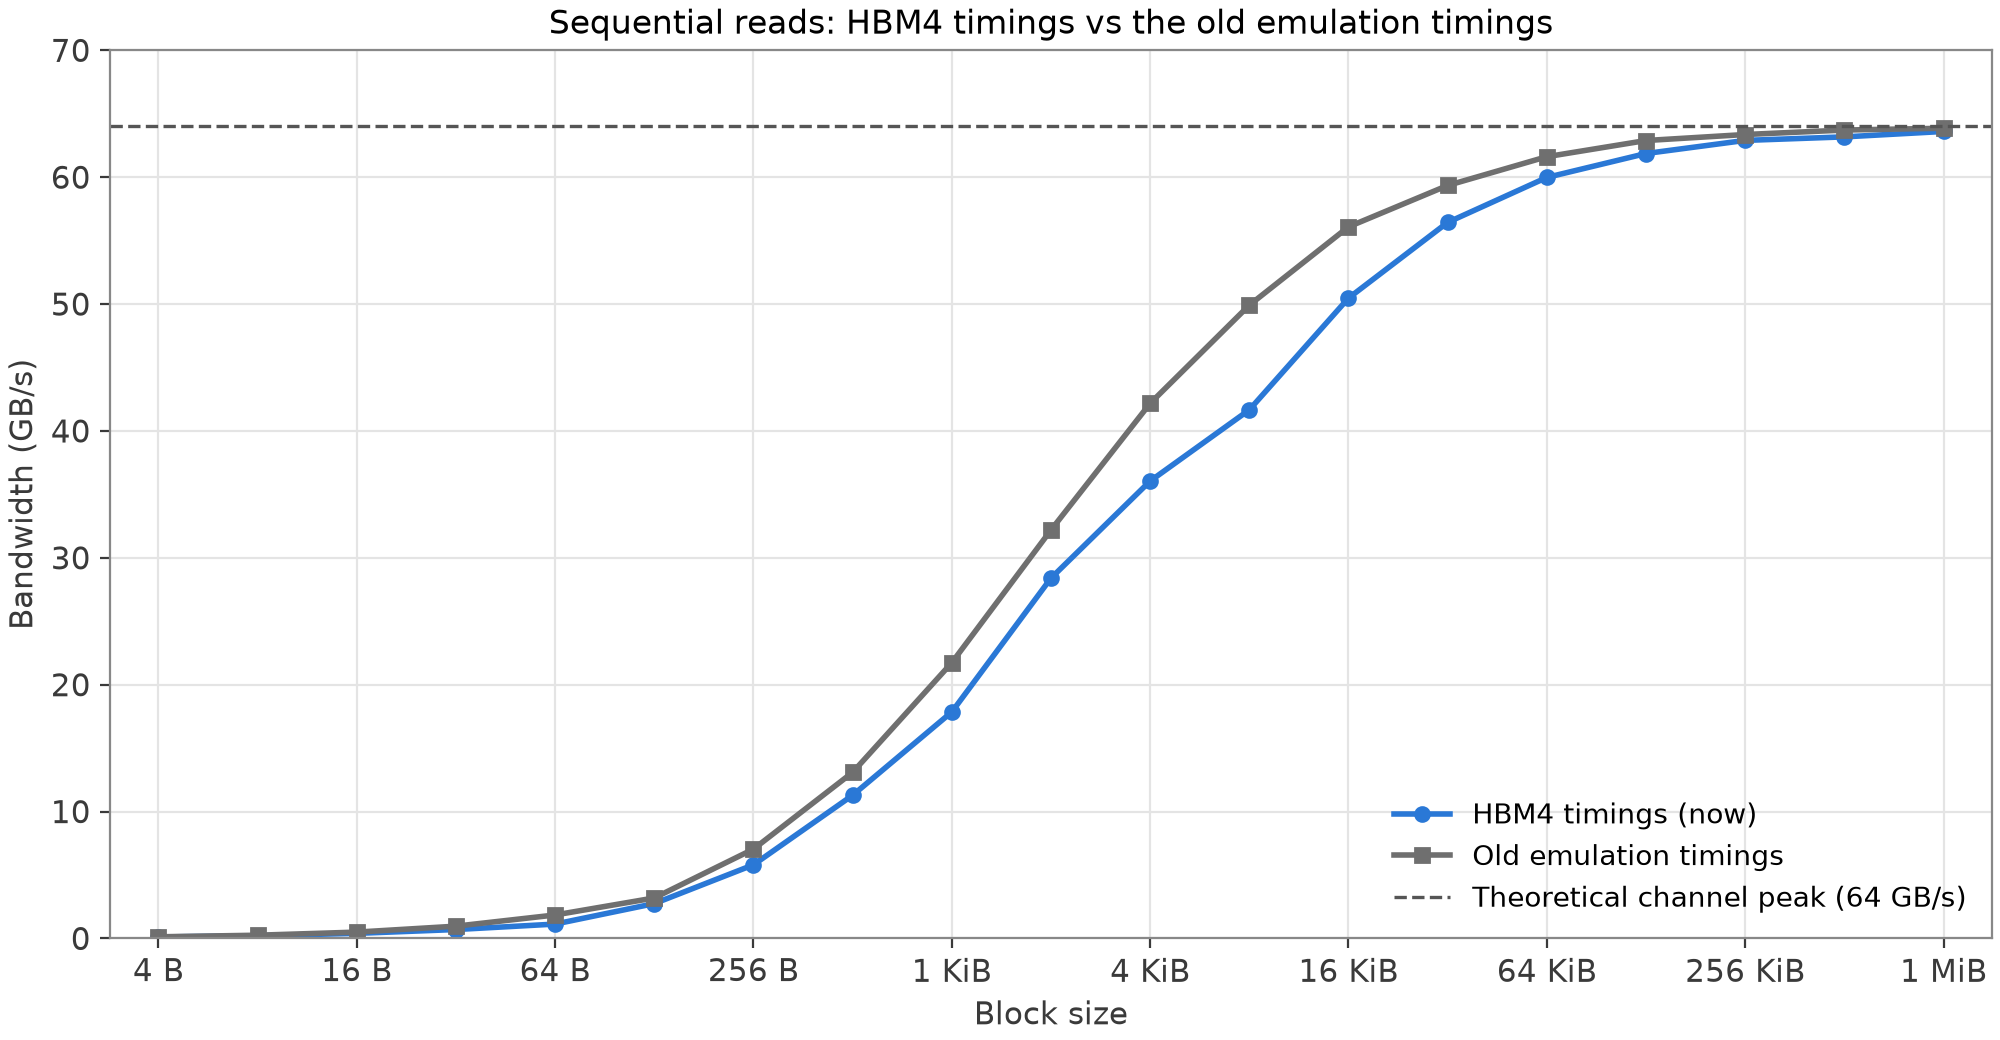 Sequential reads: HBM4 timings vs the old emulation timings
70
60
50
40
30
20
10
0
Bandwidth (GB/s)
HBM4 timings (now)
Old emulation timings
Theoretical channel peak (64 GB/s)
4 B 16 B 64 B 256 B 1 KiB 4 KiB 16 KiB 64 KiB 256 KiB 1 MiB
Block size